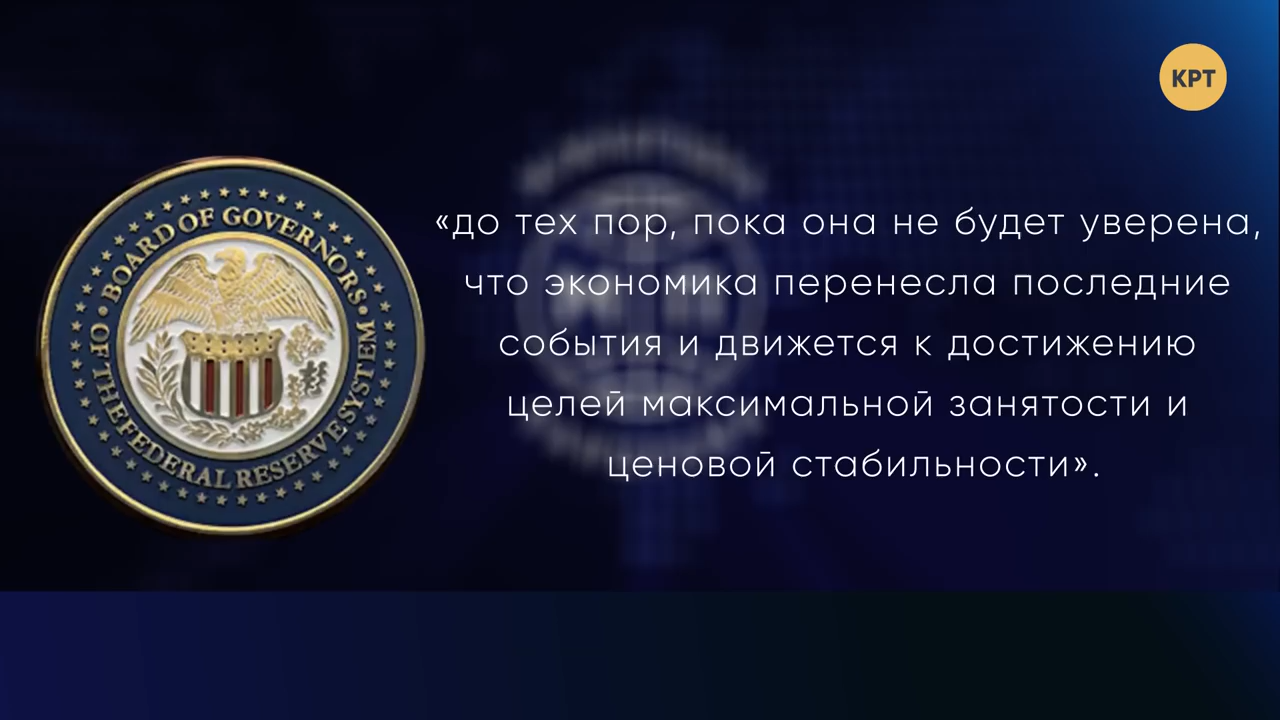 КРТ
BOARD OF GOVERNORS
OF THE FEDERAL RESERVE SYSTEM
«до тех пор, пока она не будет уверена,
что экономика перенесла последние
события и движется к достижению
целей максимальной занятости и
ценовой стабильности».